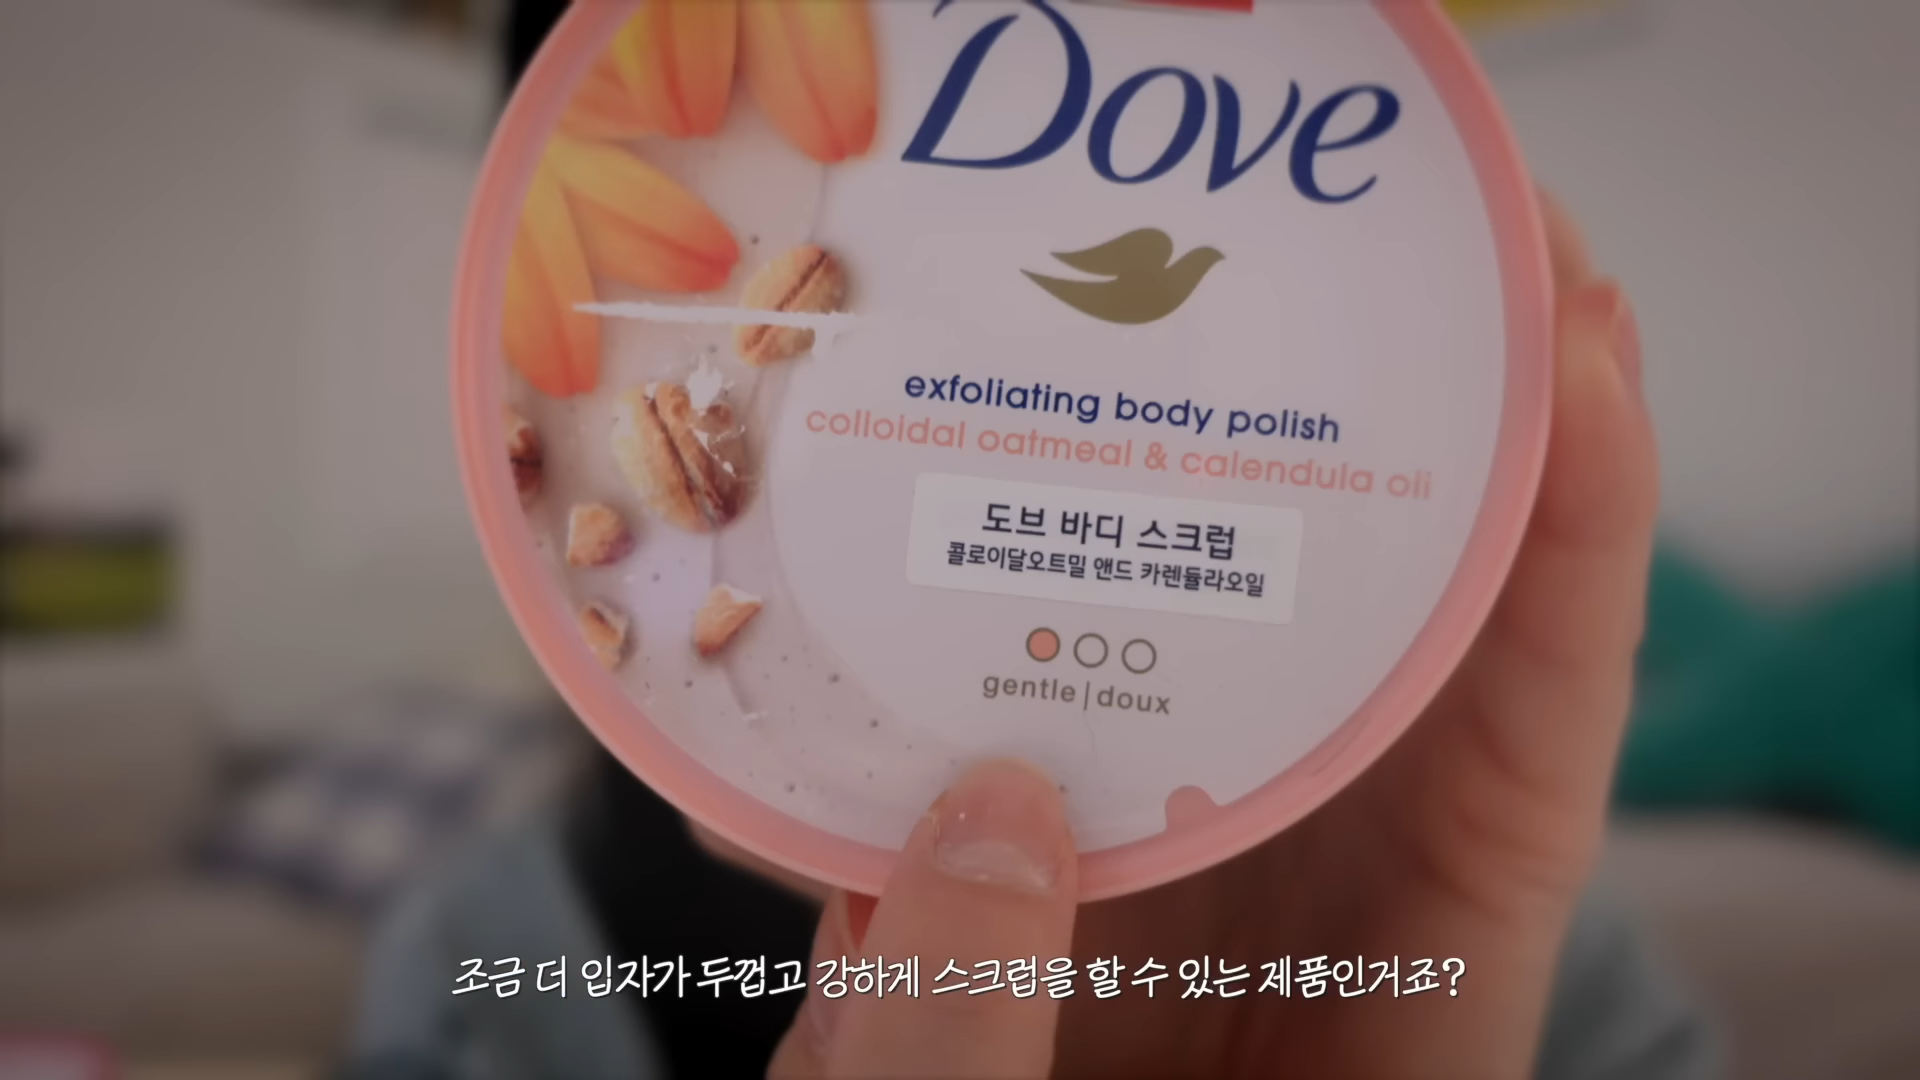 Dove
exfoliating body polish
colloidal oatmeal & calendula oil
도브 바디 스크럽
콜로이달오트밀 앤드 카렌듈라오일
gentle | doux
조금 더 입자가 두껍고 강하게 스크럽을 할 수 있는 제품인거죠?